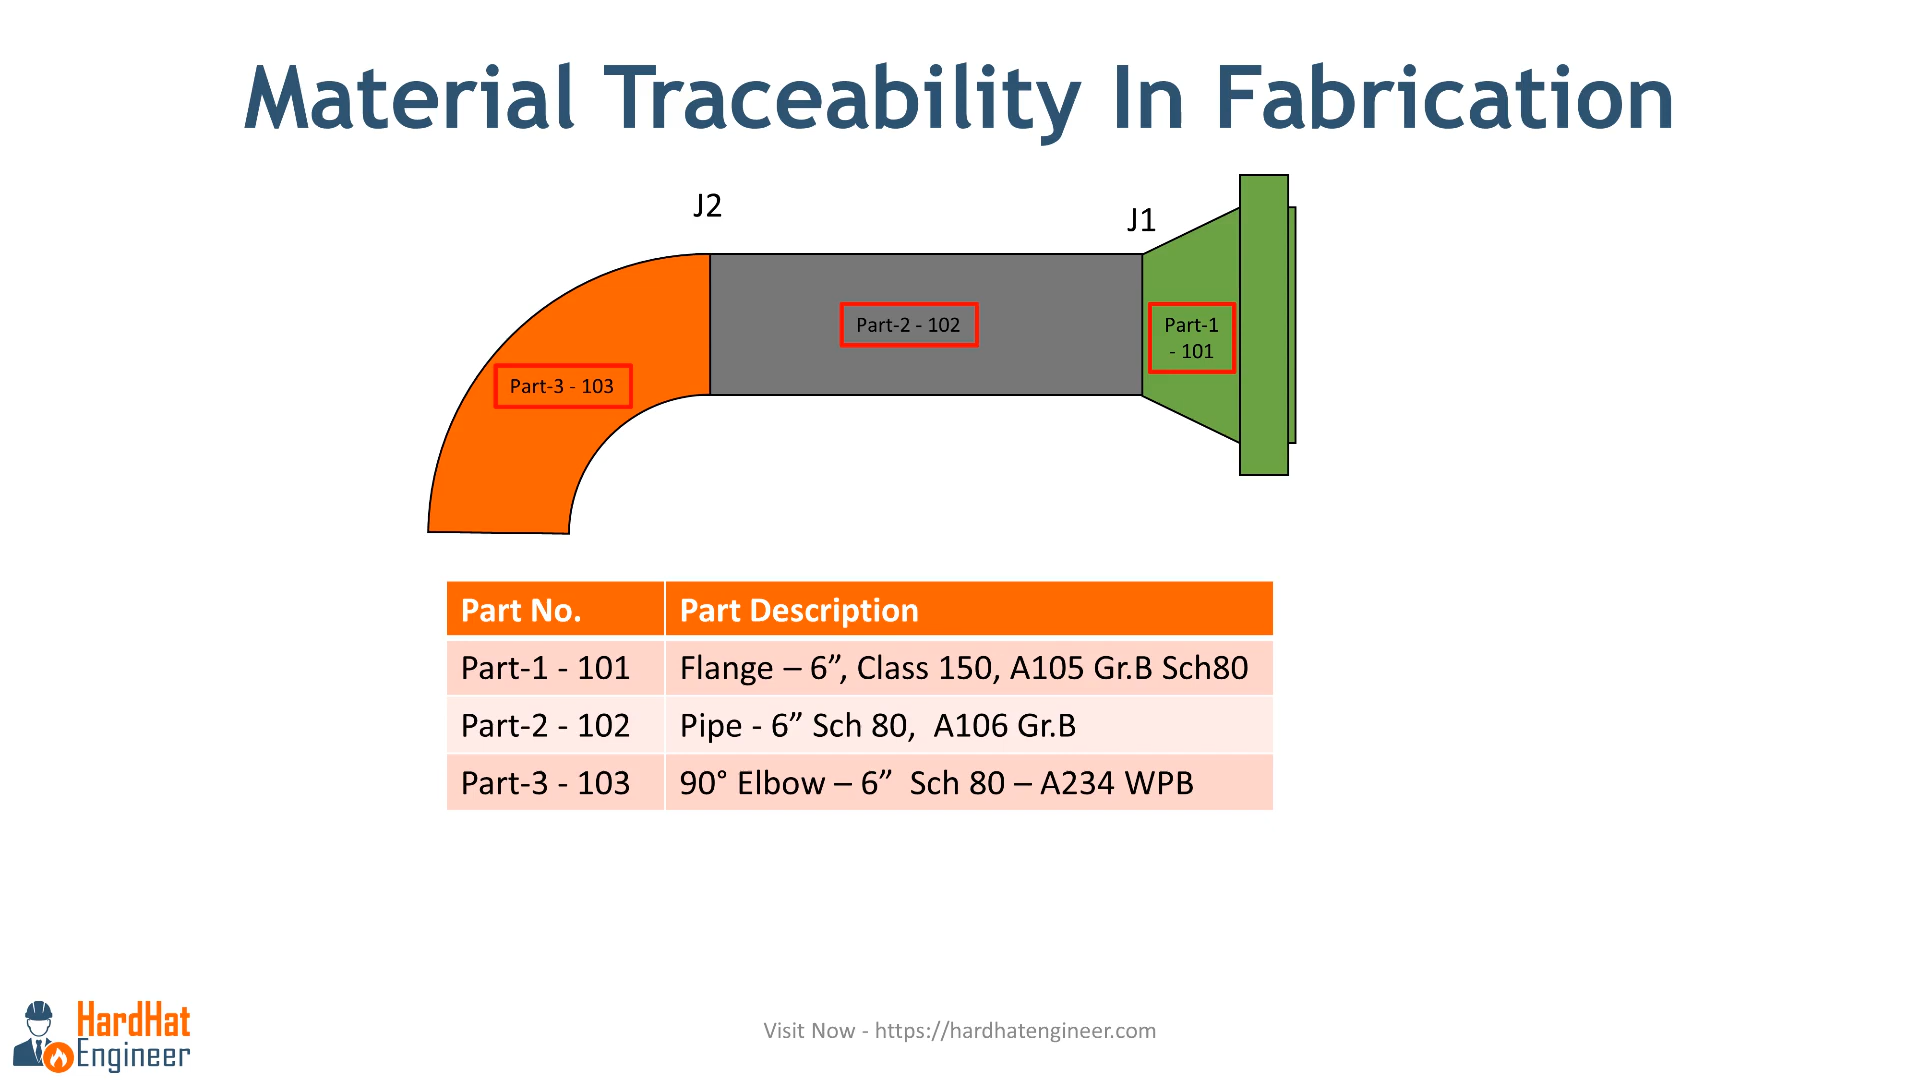 Material Traceability In Fabrication
J2
J1
Part-2 - 102
Part-1
- 101
Part-3 - 103
Part No. Part Description
Part-1 - 101 Flange – 6”, Class 150, A105 Gr.B Sch80
Part-2 - 102 Pipe - 6” Sch 80, A106 Gr.B
Part-3 - 103 90° Elbow – 6” Sch 80 – A234 WPB
HardHat
Engineer
Visit Now - https://hardhatengineer.com